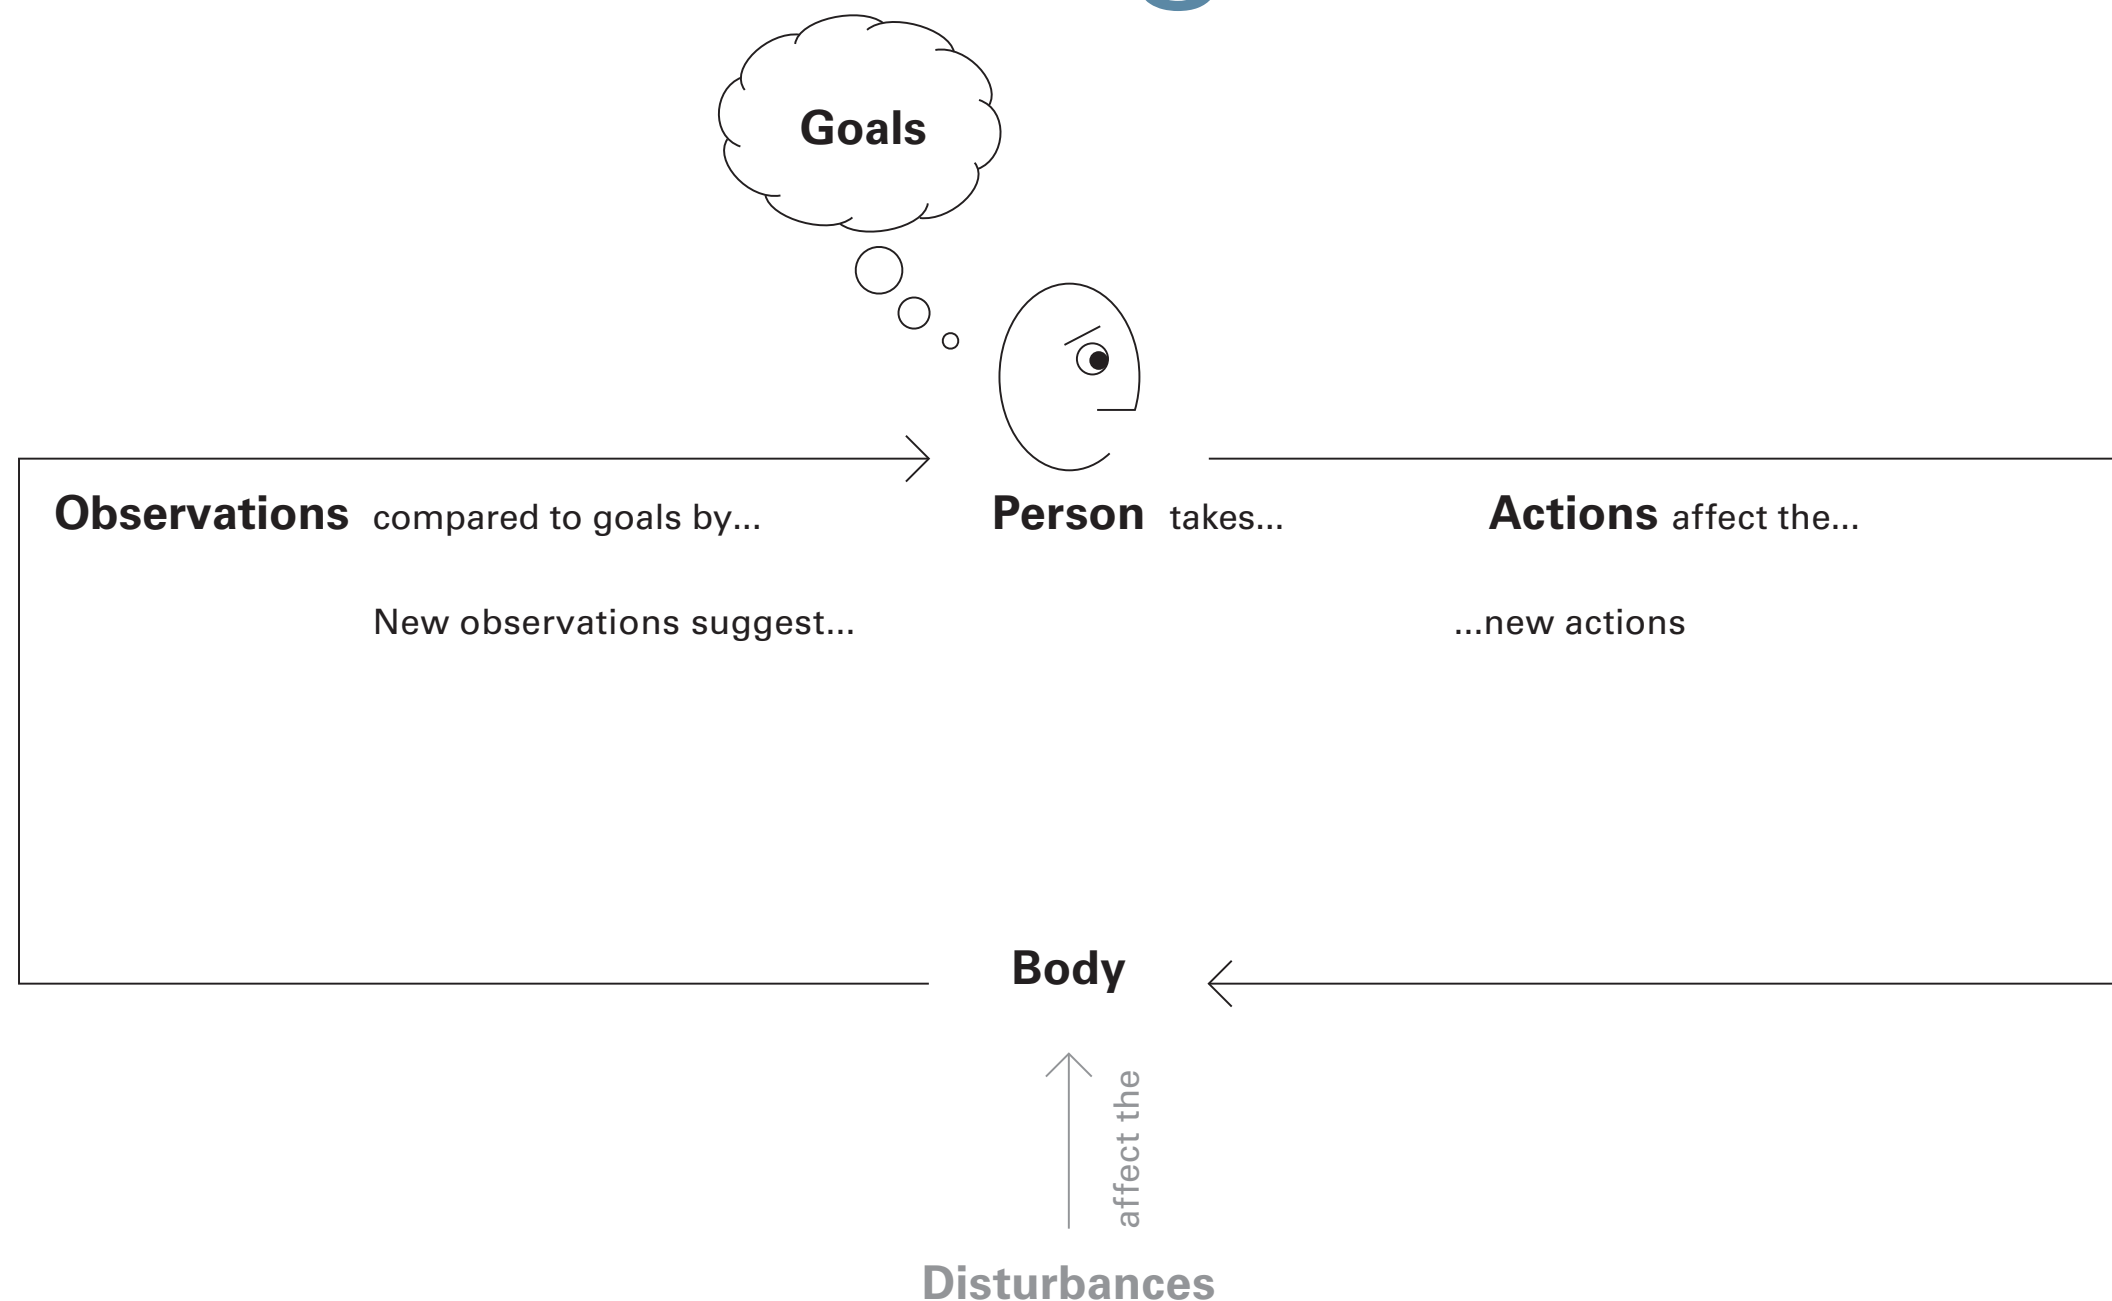 Goals
Observations compared to goals by...
Person takes...
Actions affect the...
New observations suggest...
...new actions
Body
affect the
Disturbances